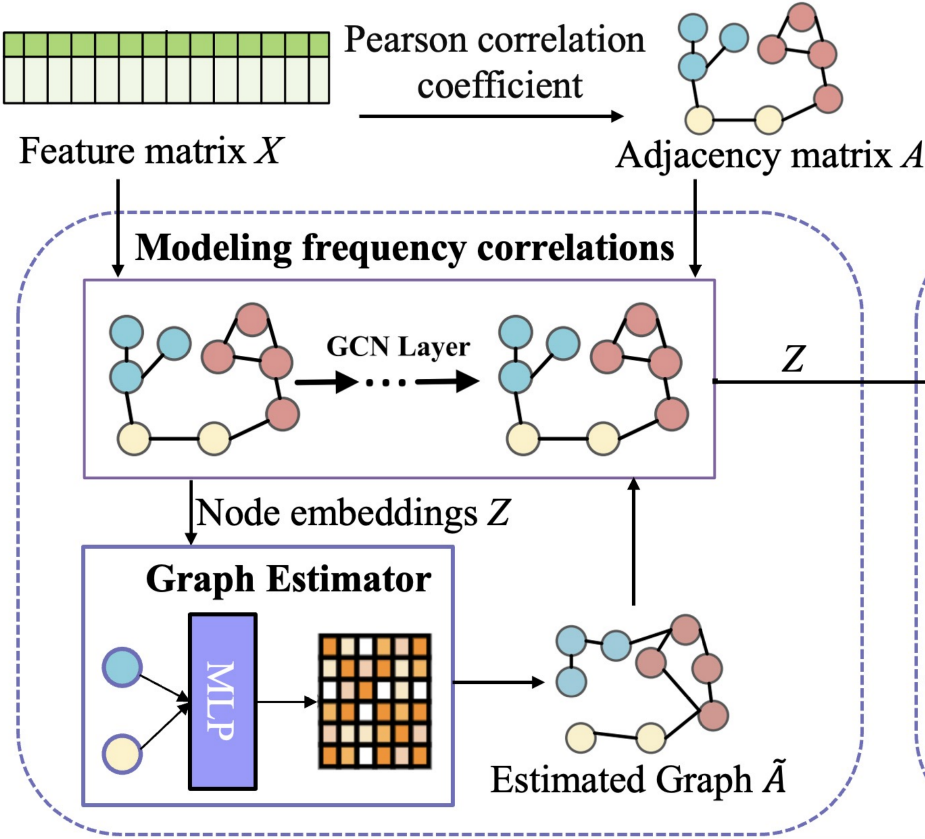 Pearson correlation
coefficient
Feature matrix X
Adjacency matrix A
Modeling frequency correlations
GCN Layer
Z
Node embeddings Z
Graph Estimator
MLP
Estimated Graph Ã